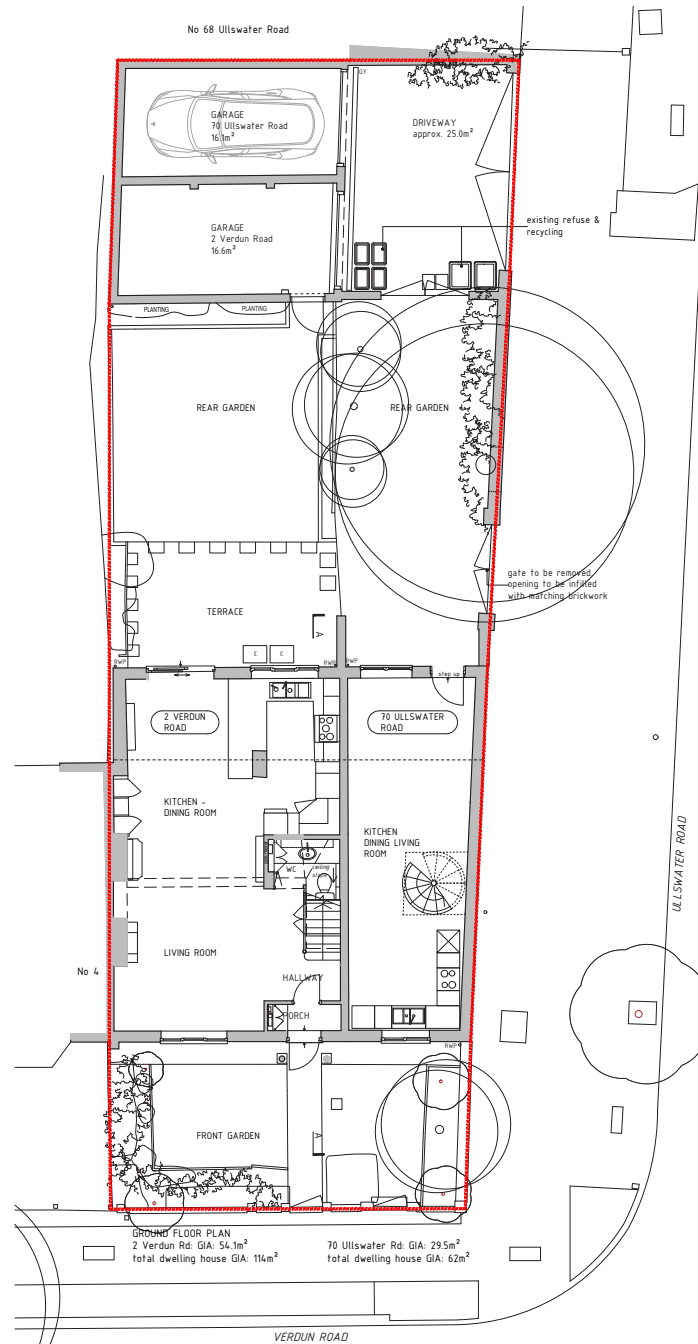 No 68 Ullswater Road
GY
GARAGE
70 Ullswater Road
16.1m²
DRIVEWAY
approx. 25.0m²
GARAGE
2 Verdun Road
16.6m²
existing refuse &
recycling
PLANTING
PLANTING
REAR GARDEN
REAR GARDEN
gate to be removed
opening to be infilled
with matching brickwork
TERRACE
A
E
E
RWP
RWP
RWP
step up
2 VERDUN
ROAD
70 ULLSWATER
ROAD
KITCHEN -
DINING ROOM
KITCHEN
DINING LIVING
ROOM
WC
ceiling
slope
ULLSWATER ROAD
LIVING ROOM
No 4
HALLWAY
PORCH
RWP
FRONT GARDEN
A
GROUND FLOOR PLAN
2 Verdun Rd: GIA: 54.1m²
total dwelling house GIA: 114m²
70 Ullswater Rd: GIA: 29.5m²
total dwelling house GIA: 62m²
VERDUN ROAD